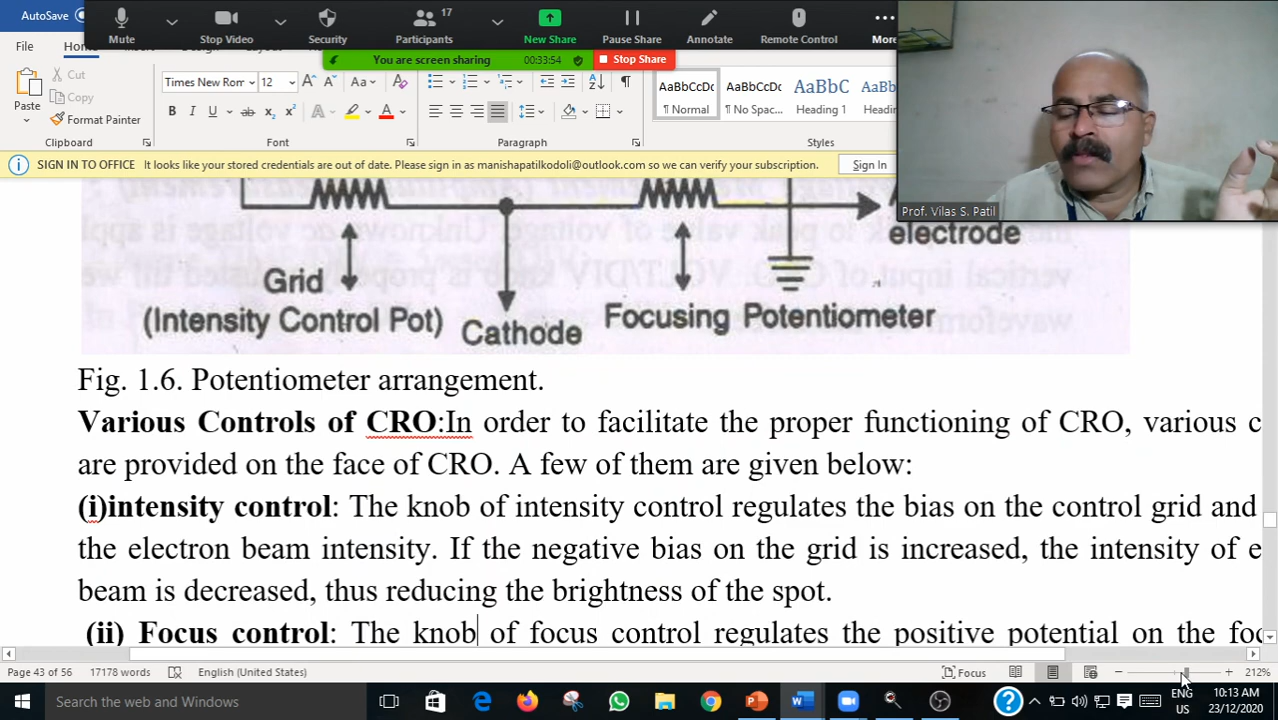 AutoSave
Mute
Stop Video
Security
17
Participants
New Share
Pause Share
Annotate
Remote Control
More
You are screen sharing
00:33:54
Stop Share
File
Home
Cut
Copy
Paste
Format Painter
Clipboard
Times New Rom
12
Font
Paragraph
AaBbCcDc
¶ Normal
AaBbCcDc
¶ No Spac...
AaBbC
Heading 1
Headin
Styles
SIGN IN TO OFFICE It looks like your stored credentials are out of date. Please sign in as manishapatilkodoli@outlook.com so we can verify your subscription.
Sign In
Prof. Vilas S. Patil
electrode
Grid
(Intensity Control Pot)
Cathode
Focusing Potentiometer
Fig. 1.6. Potentiometer arrangement.
Various Controls of CRO:In order to facilitate the proper functioning of CRO, various c
are provided on the face of CRO. A few of them are given below:
(i)intensity control: The knob of intensity control regulates the bias on the control grid and
the electron beam intensity. If the negative bias on the grid is increased, the intensity of e
beam is decreased, thus reducing the brightness of the spot.
(ii) Focus control: The knob of focus control regulates the positive potential on the foc
Page 43 of 56
17178 words
English (United States)
Focus
212%
Search the web and Windows
ENG
US
10:13 AM
23/12/2020